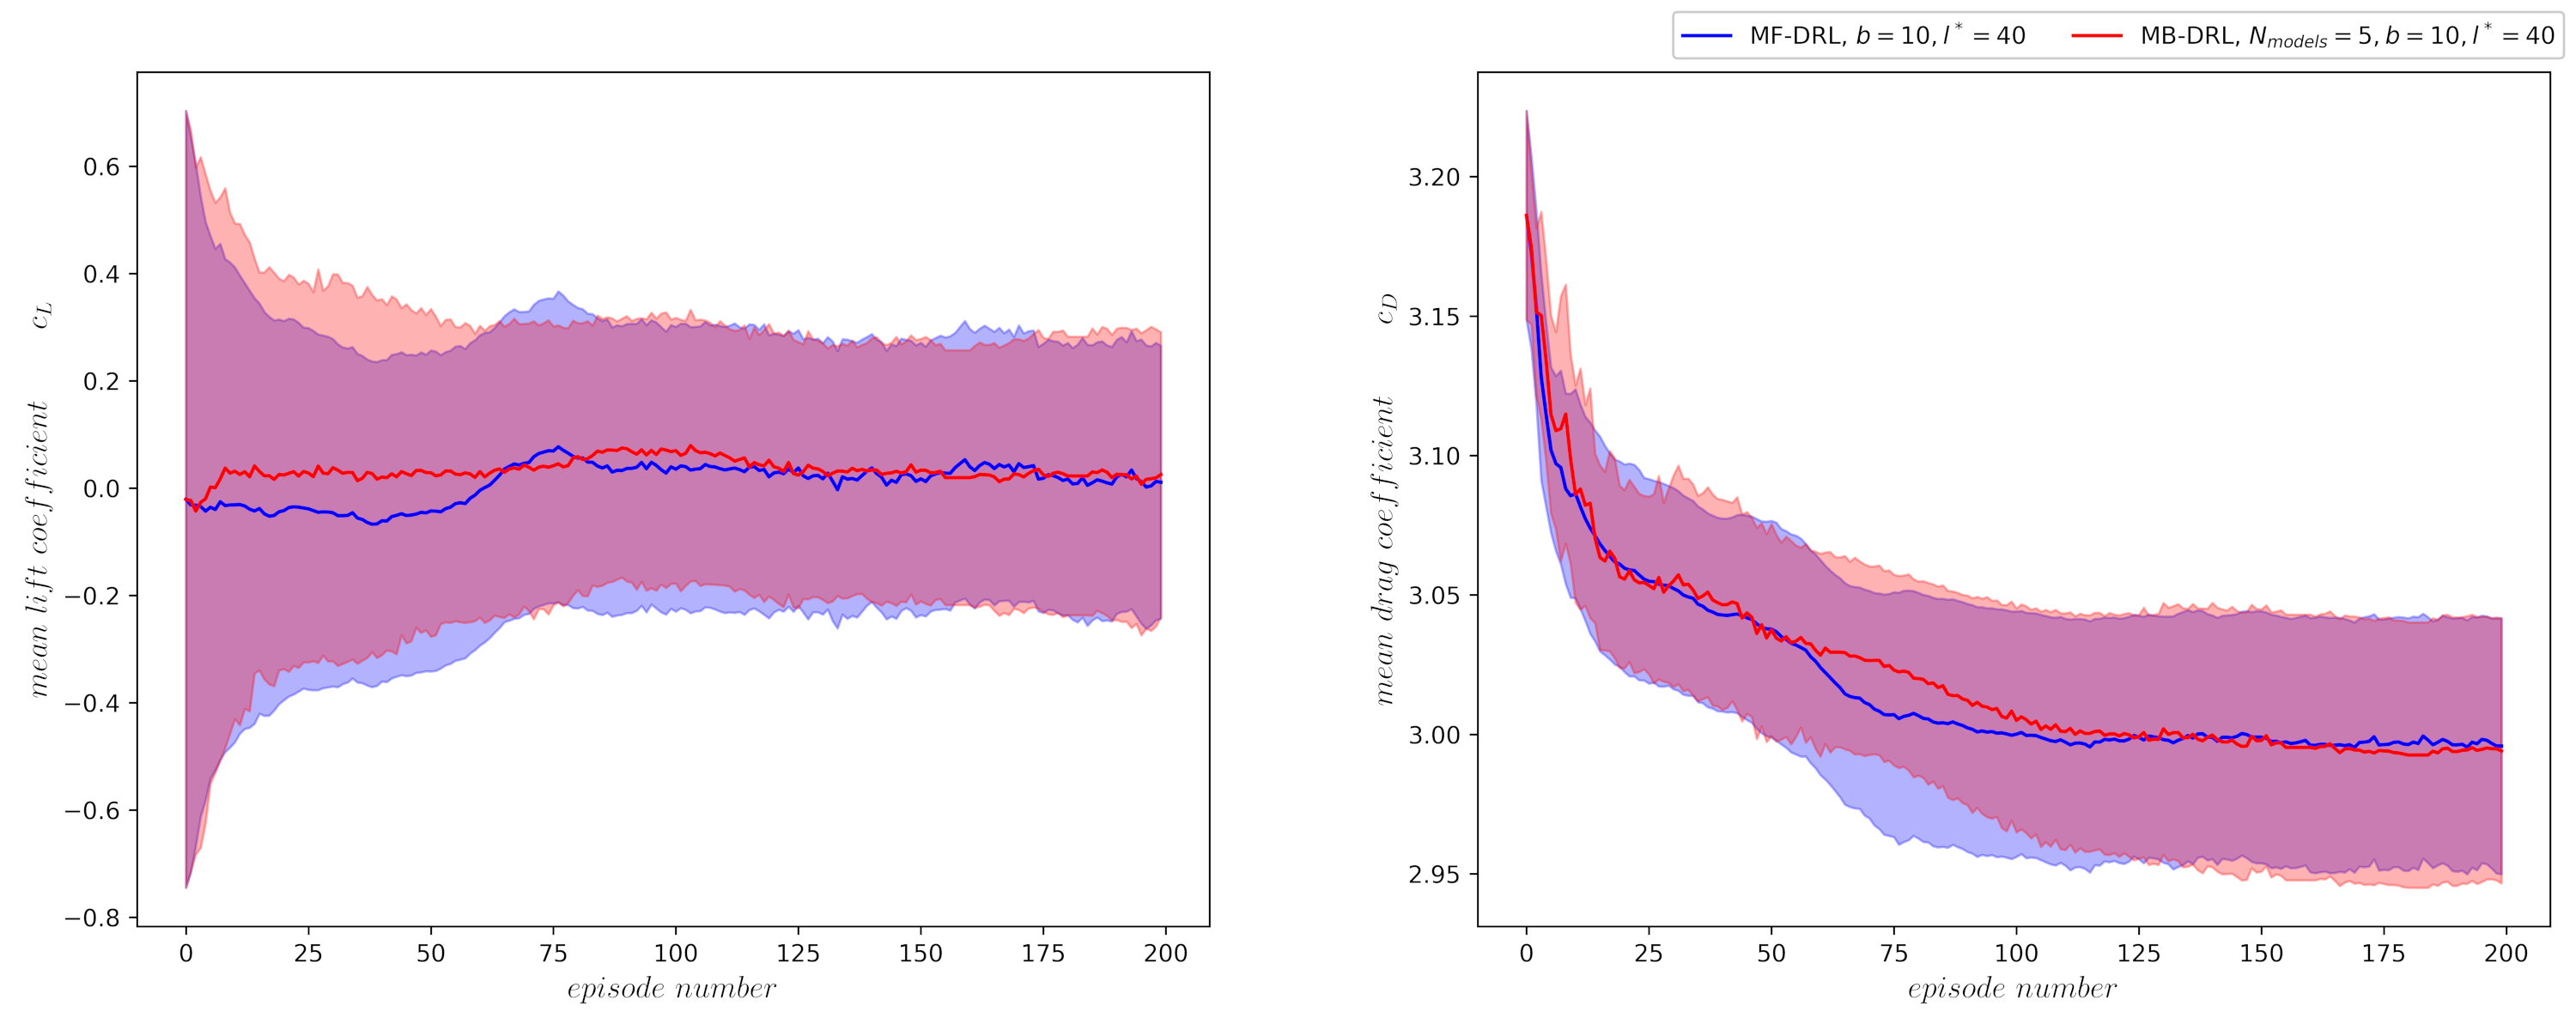 MF-DRL, b = 10, l* = 40
MB-DRL, N_models = 5, b = 10, l* = 40
mean lift coefficient c_L
0.6
0.4
0.2
0.0
−0.2
−0.4
−0.6
−0.8
0 25 50 75 100 125 150 175 200
episode number
mean drag coefficient c_D
3.20
3.15
3.10
3.05
3.00
2.95
0 25 50 75 100 125 150 175 200
episode number